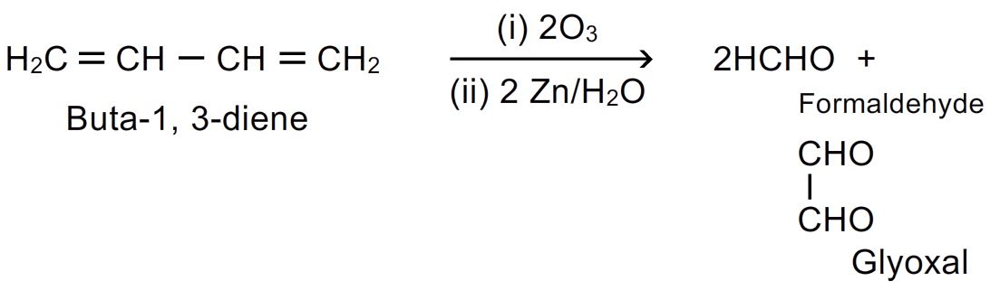 H₂C = CH – CH = CH₂
Buta-1, 3-diene
(i) 2O₃
(ii) 2 Zn/H₂O
2HCHO +
Formaldehyde
CHO
|
CHO
Glyoxal